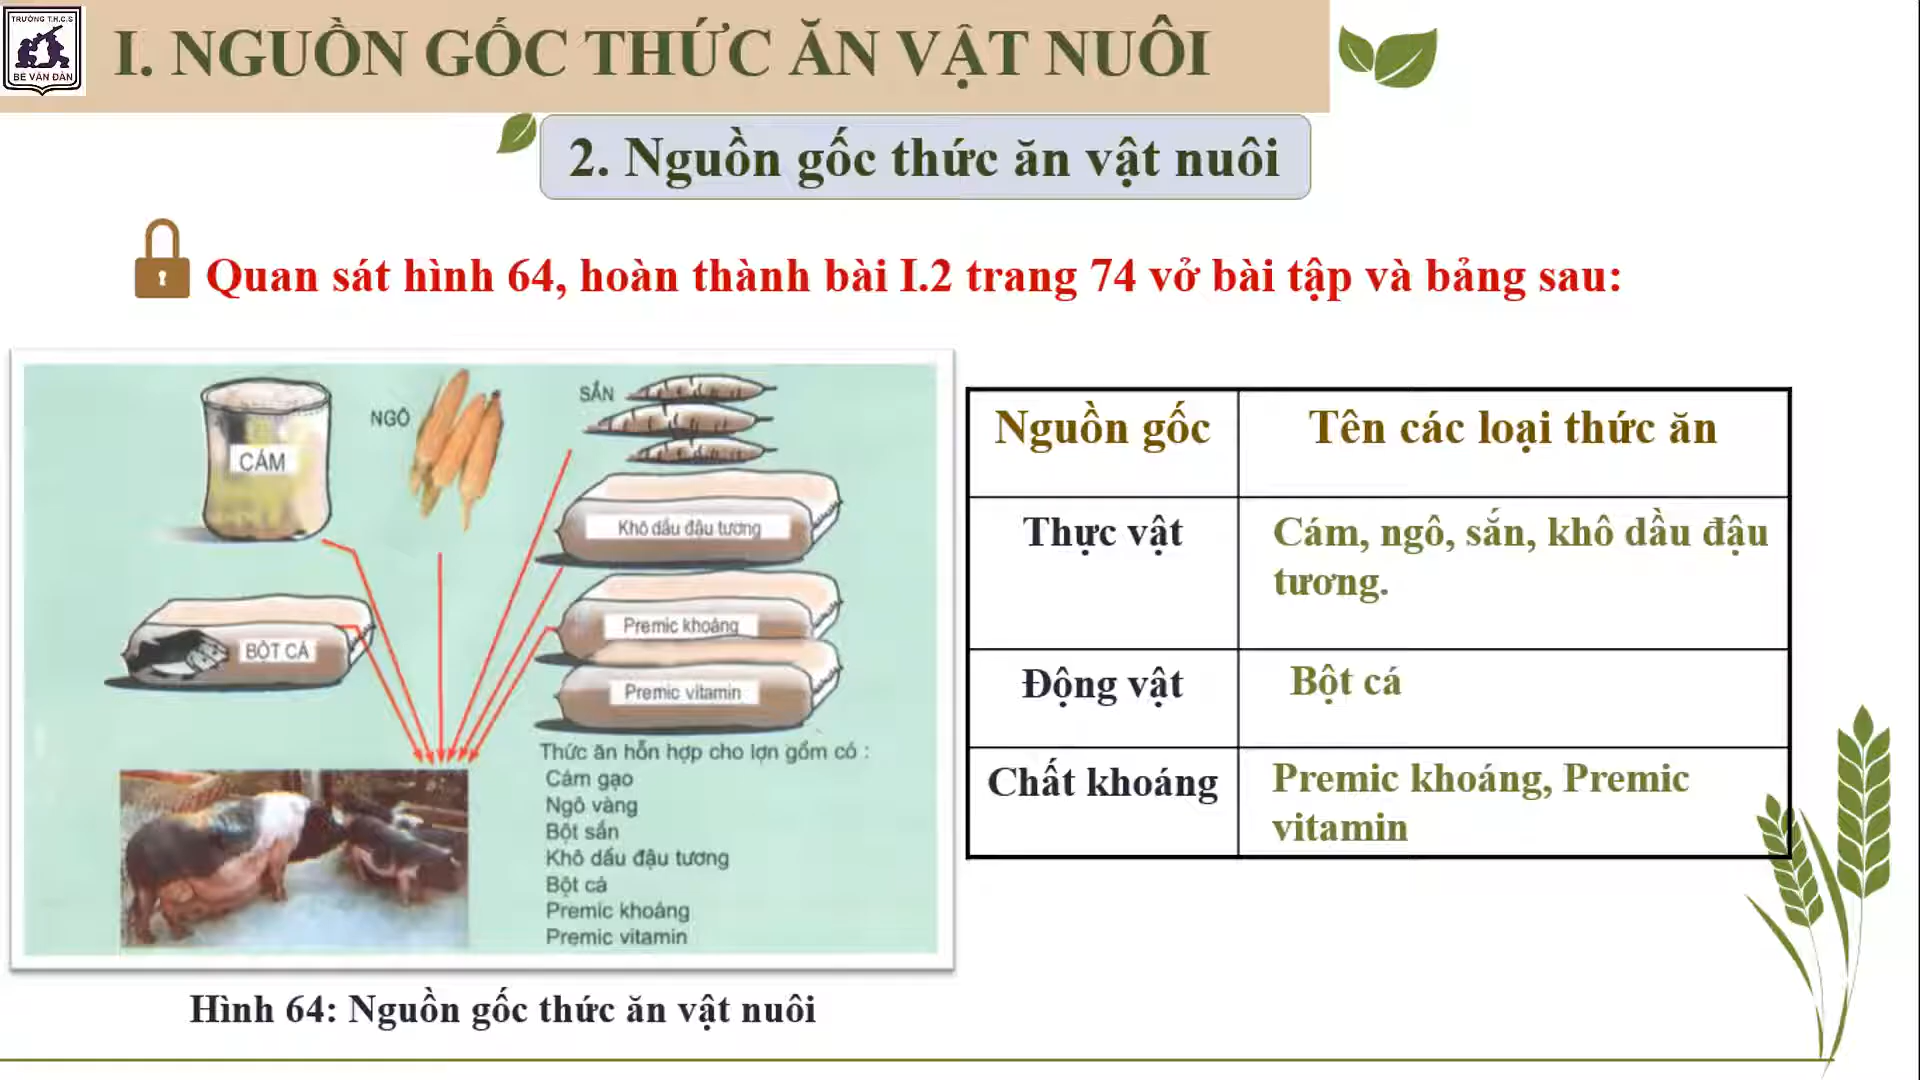 TRƯỜNG T.H.C.S
BẾ VĂN ĐÀN
I. NGUỒN GỐC THỨC ĂN VẬT NUÔI
2. Nguồn gốc thức ăn vật nuôi
Quan sát hình 64, hoàn thành bài I.2 trang 74 vở bài tập và bảng sau:
CÁM
NGÔ
SẮN
Khô dầu đậu tương
BỘT CÁ
Premic khoáng
Premic vitamin
Thức ăn hỗn hợp cho lợn gồm có :
Cám gạo
Ngô vàng
Bột sắn
Khô dầu đậu tương
Bột cá
Premic khoáng
Premic vitamin
Hình 64: Nguồn gốc thức ăn vật nuôi
Nguồn gốc
Tên các loại thức ăn
Thực vật
Cám, ngô, sắn, khô dầu đậu
tương.
Động vật
Bột cá
Chất khoáng
Premic khoáng, Premic
vitamin